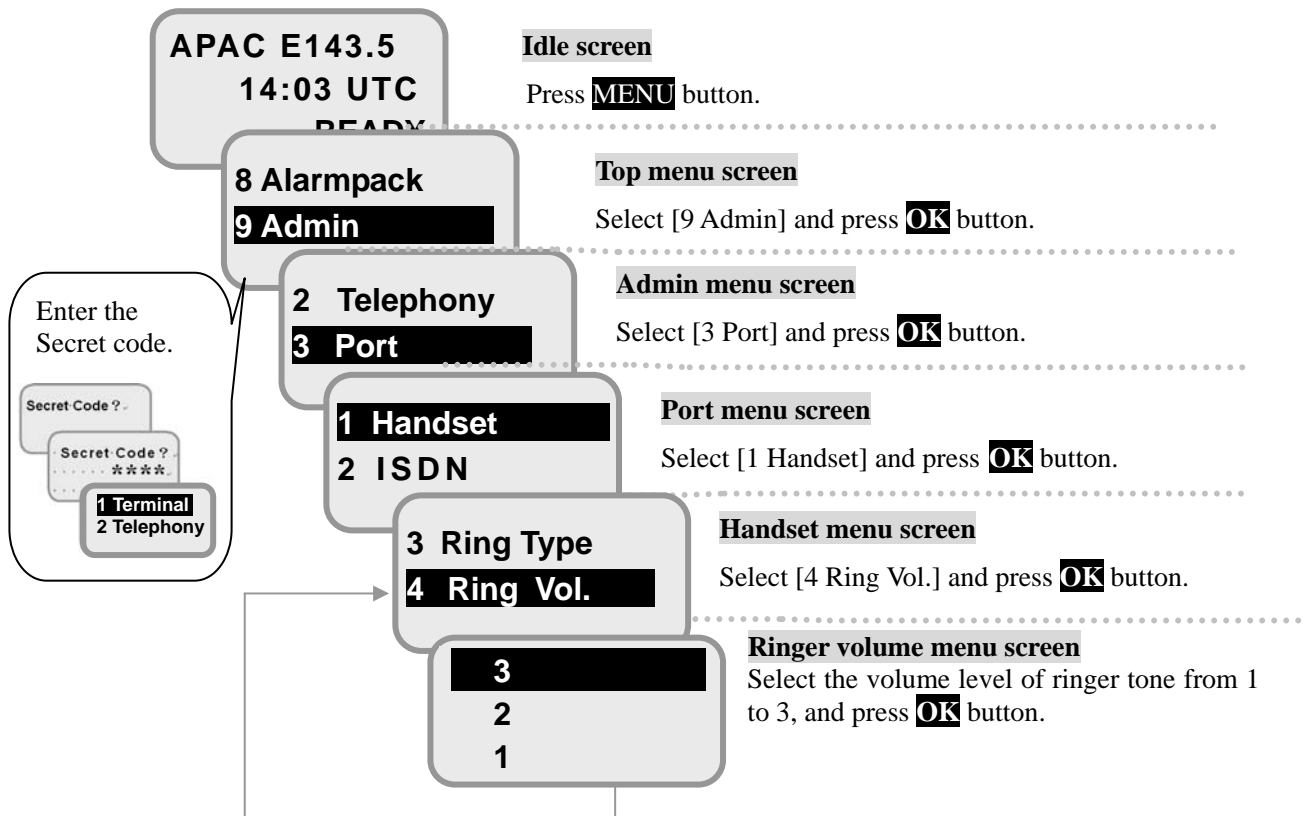 APAC E143.5
14:03 UTC
READY
Idle screen
Press MENU button.
8 Alarmpack
9 Admin
Top menu screen
Select [9 Admin] and press OK button.
Enter the
Secret code.
Secret Code ?
Secret Code ?
****
1 Terminal
2 Telephony
2 Telephony
3 Port
Admin menu screen
Select [3 Port] and press OK button.
1 Handset
2 ISDN
Port menu screen
Select [1 Handset] and press OK button.
3 Ring Type
4 Ring Vol.
Handset menu screen
Select [4 Ring Vol.] and press OK button.
3
2
1
Ringer volume menu screen
Select the volume level of ringer tone from 1
to 3, and press OK button.